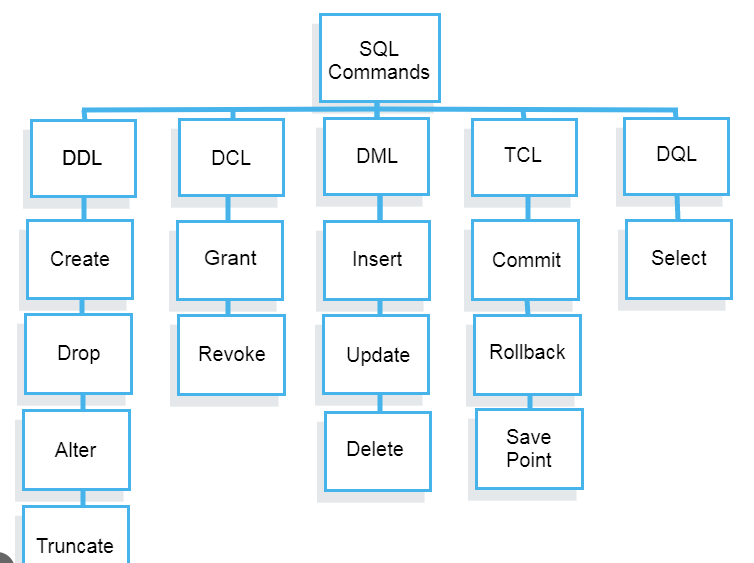 SQL
Commands
DDL
DCL
DML
TCL
DQL
Create
Grant
Insert
Commit
Select
Drop
Revoke
Update
Rollback
Alter
Delete
Save
Point
Truncate